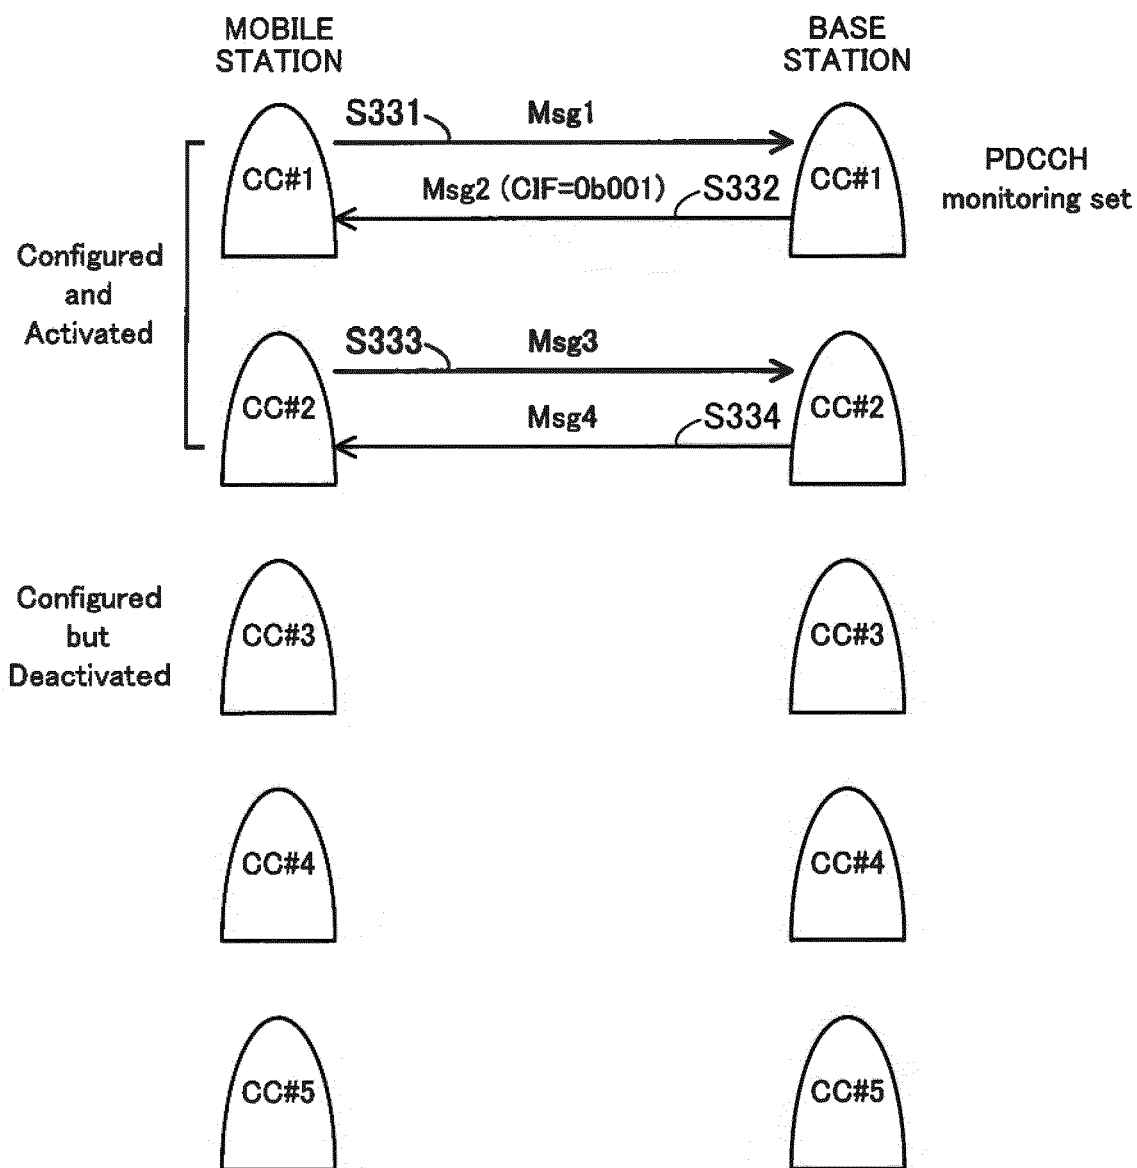 MOBILE
STATION
BASE
STATION
S331
Msg1
CC#1
CC#1
PDCCH
monitoring set
Msg2 (CIF=0b001)
S332
Configured
and
Activated
S333
Msg3
CC#2
CC#2
Msg4
S334
Configured
but
Deactivated
CC#3
CC#3
CC#4
CC#4
CC#5
CC#5